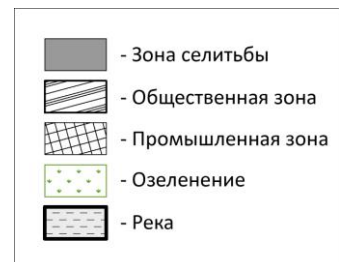 - Зона селитьбы
- Общественная зона
- Промышленная зона
- Озеленение
- Река